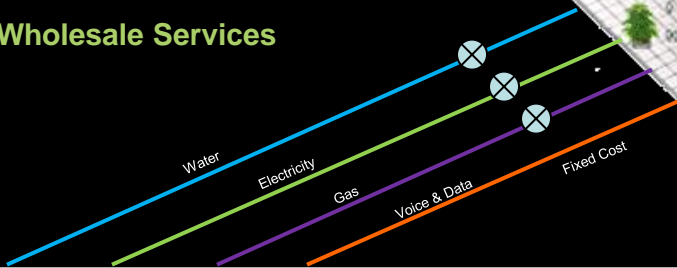 Wholesale Services
Water
Electricity
Gas
Voice & Data
Fixed Cost